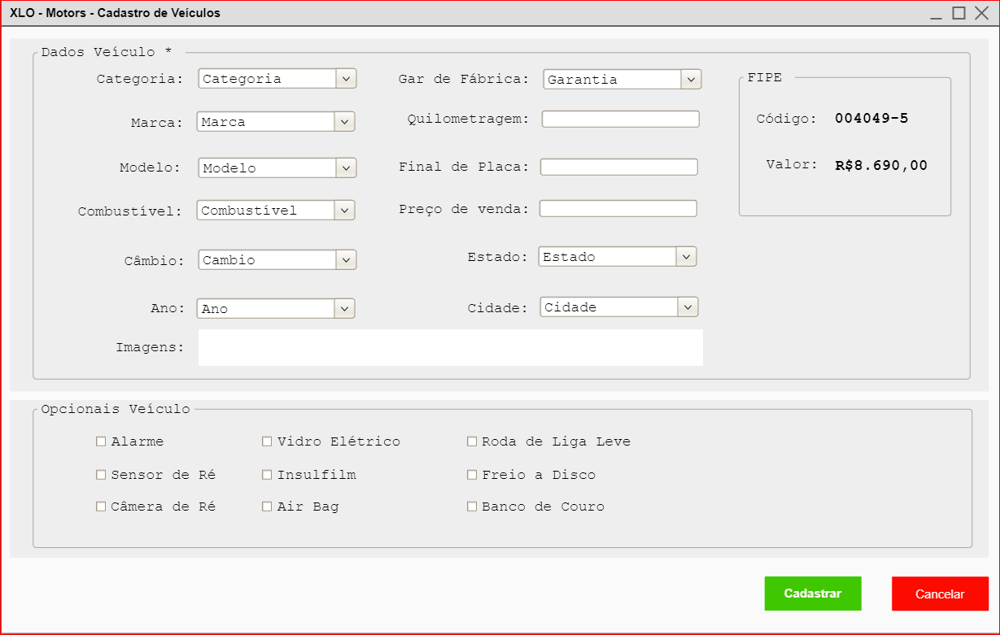 XLO - Motors - Cadastro de Veículos
Dados Veículo *
Categoria: Categoria
Gar de Fábrica: Garantia
FIPE
Marca: Marca
Quilometragem:
Código: 004049-5
Modelo: Modelo
Final de Placa:
Valor: R$8.690,00
Combustível: Combustível
Preço de venda:
Câmbio: Cambio
Estado: Estado
Ano: Ano
Cidade: Cidade
Imagens:
Opcionais Veículo
Alarme
Vidro Elétrico
Roda de Liga Leve
Sensor de Ré
Insulfilm
Freio a Disco
Câmera de Ré
Air Bag
Banco de Couro
Cadastrar
Cancelar